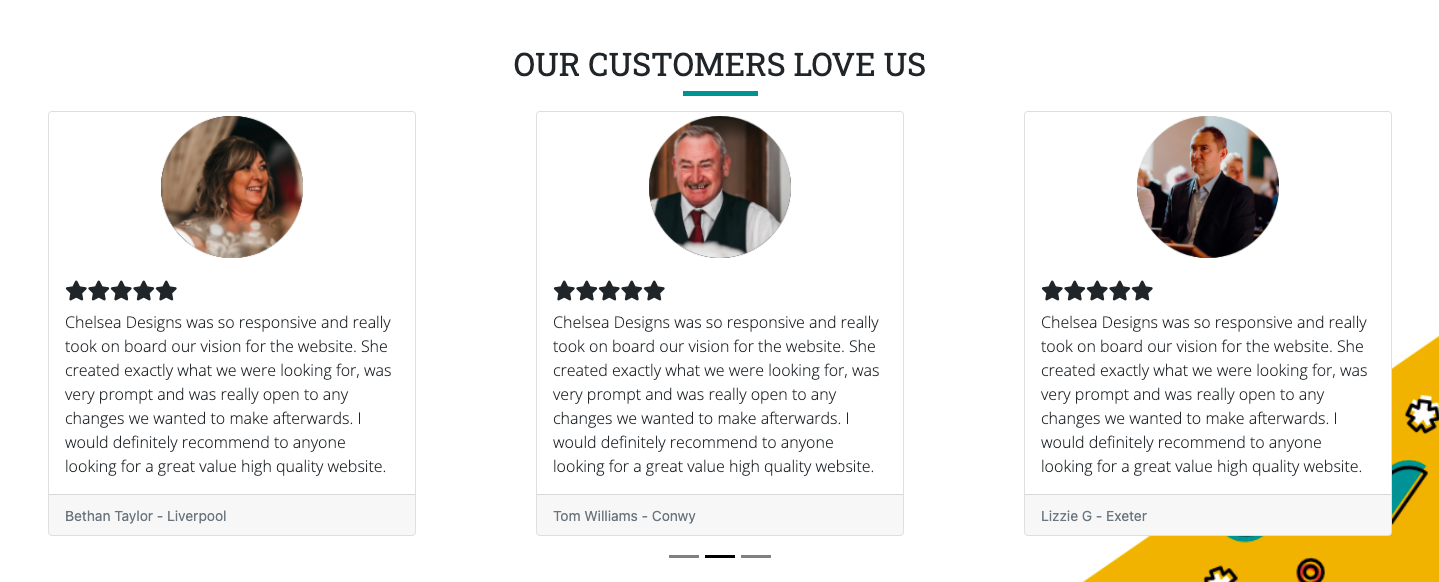 OUR CUSTOMERS LOVE US
Chelsea Designs was so responsive and really
took on board our vision for the website. She
created exactly what we were looking for, was
very prompt and was really open to any
changes we wanted to make afterwards. I
would definitely recommend to anyone
looking for a great value high quality website.
Bethan Taylor - Liverpool
Chelsea Designs was so responsive and really
took on board our vision for the website. She
created exactly what we were looking for, was
very prompt and was really open to any
changes we wanted to make afterwards. I
would definitely recommend to anyone
looking for a great value high quality website.
Tom Williams - Conwy
Chelsea Designs was so responsive and really
took on board our vision for the website. She
created exactly what we were looking for, was
very prompt and was really open to any
changes we wanted to make afterwards. I
would definitely recommend to anyone
looking for a great value high quality website.
Lizzie G - Exeter